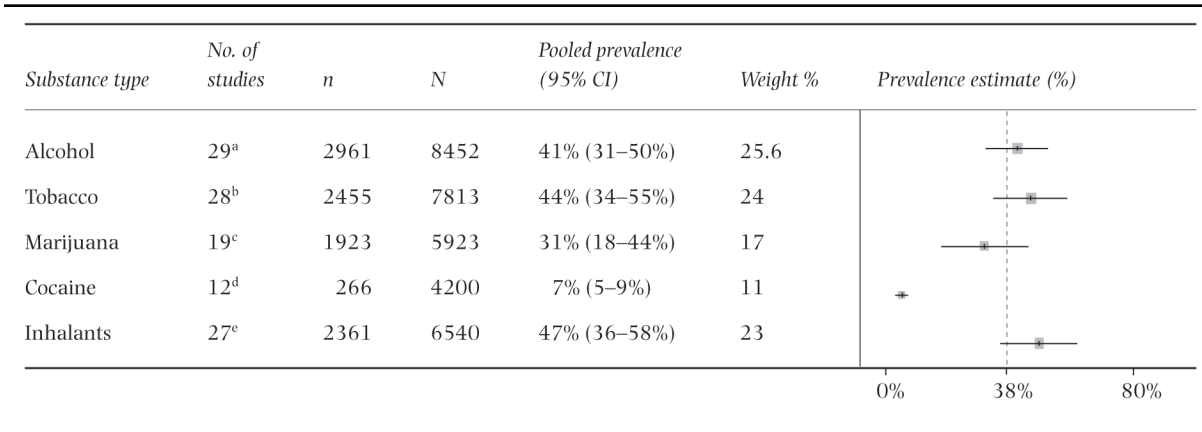 No. of Pooled prevalence
Substance type studies n N (95% CI) Weight % Prevalence estimate (%)
Alcohol 29a 2961 8452 41% (31–50%) 25.6
Tobacco 28b 2455 7813 44% (34–55%) 24
Marijuana 19c 1923 5923 31% (18–44%) 17
Cocaine 12d 266 4200 7% (5–9%) 11
Inhalants 27e 2361 6540 47% (36–58%) 23
0% 38% 80%